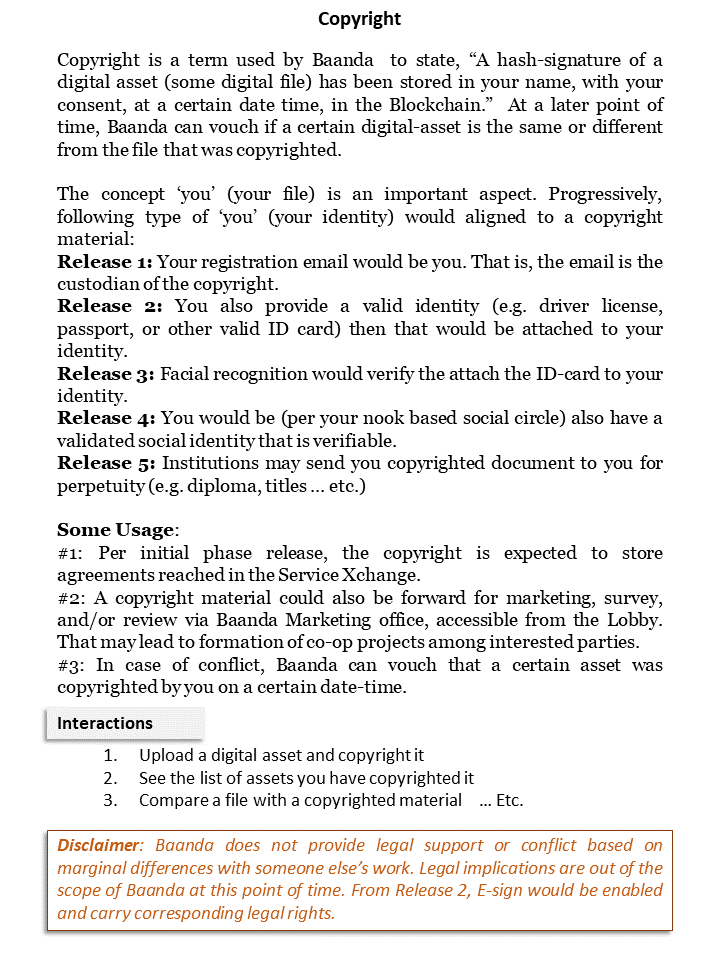 Copyright
Copyright is a term used by Baanda to state, “A hash-signature of a
digital asset (some digital file) has been stored in your name, with your
consent, at a certain date time, in the Blockchain.” At a later point of
time, Baanda can vouch if a certain digital-asset is the same or different
from the file that was copyrighted.
The concept ‘you’ (your file) is an important aspect. Progressively,
following type of ‘you’ (your identity) would aligned to a copyright
material:
Release 1: Your registration email would be you. That is, the email is the
custodian of the copyright.
Release 2: You also provide a valid identity (e.g. driver license,
passport, or other valid ID card) then that would be attached to your
identity.
Release 3: Facial recognition would verify the attach the ID-card to your
identity.
Release 4: You would be (per your nook based social circle) also have a
validated social identity that is verifiable.
Release 5: Institutions may send you copyrighted document to you for
perpetuity (e.g. diploma, titles ... etc.)
Some Usage:
#1: Per initial phase release, the copyright is expected to store
agreements reached in the Service Xchange.
#2: A copyright material could also be forward for marketing, survey,
and/or review via Baanda Marketing office, accessible from the Lobby.
That may lead to formation of co-op projects among interested parties.
#3: In case of conflict, Baanda can vouch that a certain asset was
copyrighted by you on a certain date-time.
Interactions
1. Upload a digital asset and copyright it
2. See the list of assets you have copyrighted it
3. Compare a file with a copyrighted material ... Etc.
Disclaimer: Baanda does not provide legal support or conflict based on
marginal differences with someone else’s work. Legal implications are out of the
scope of Baanda at this point of time. From Release 2, E-sign would be enabled
and carry corresponding legal rights.